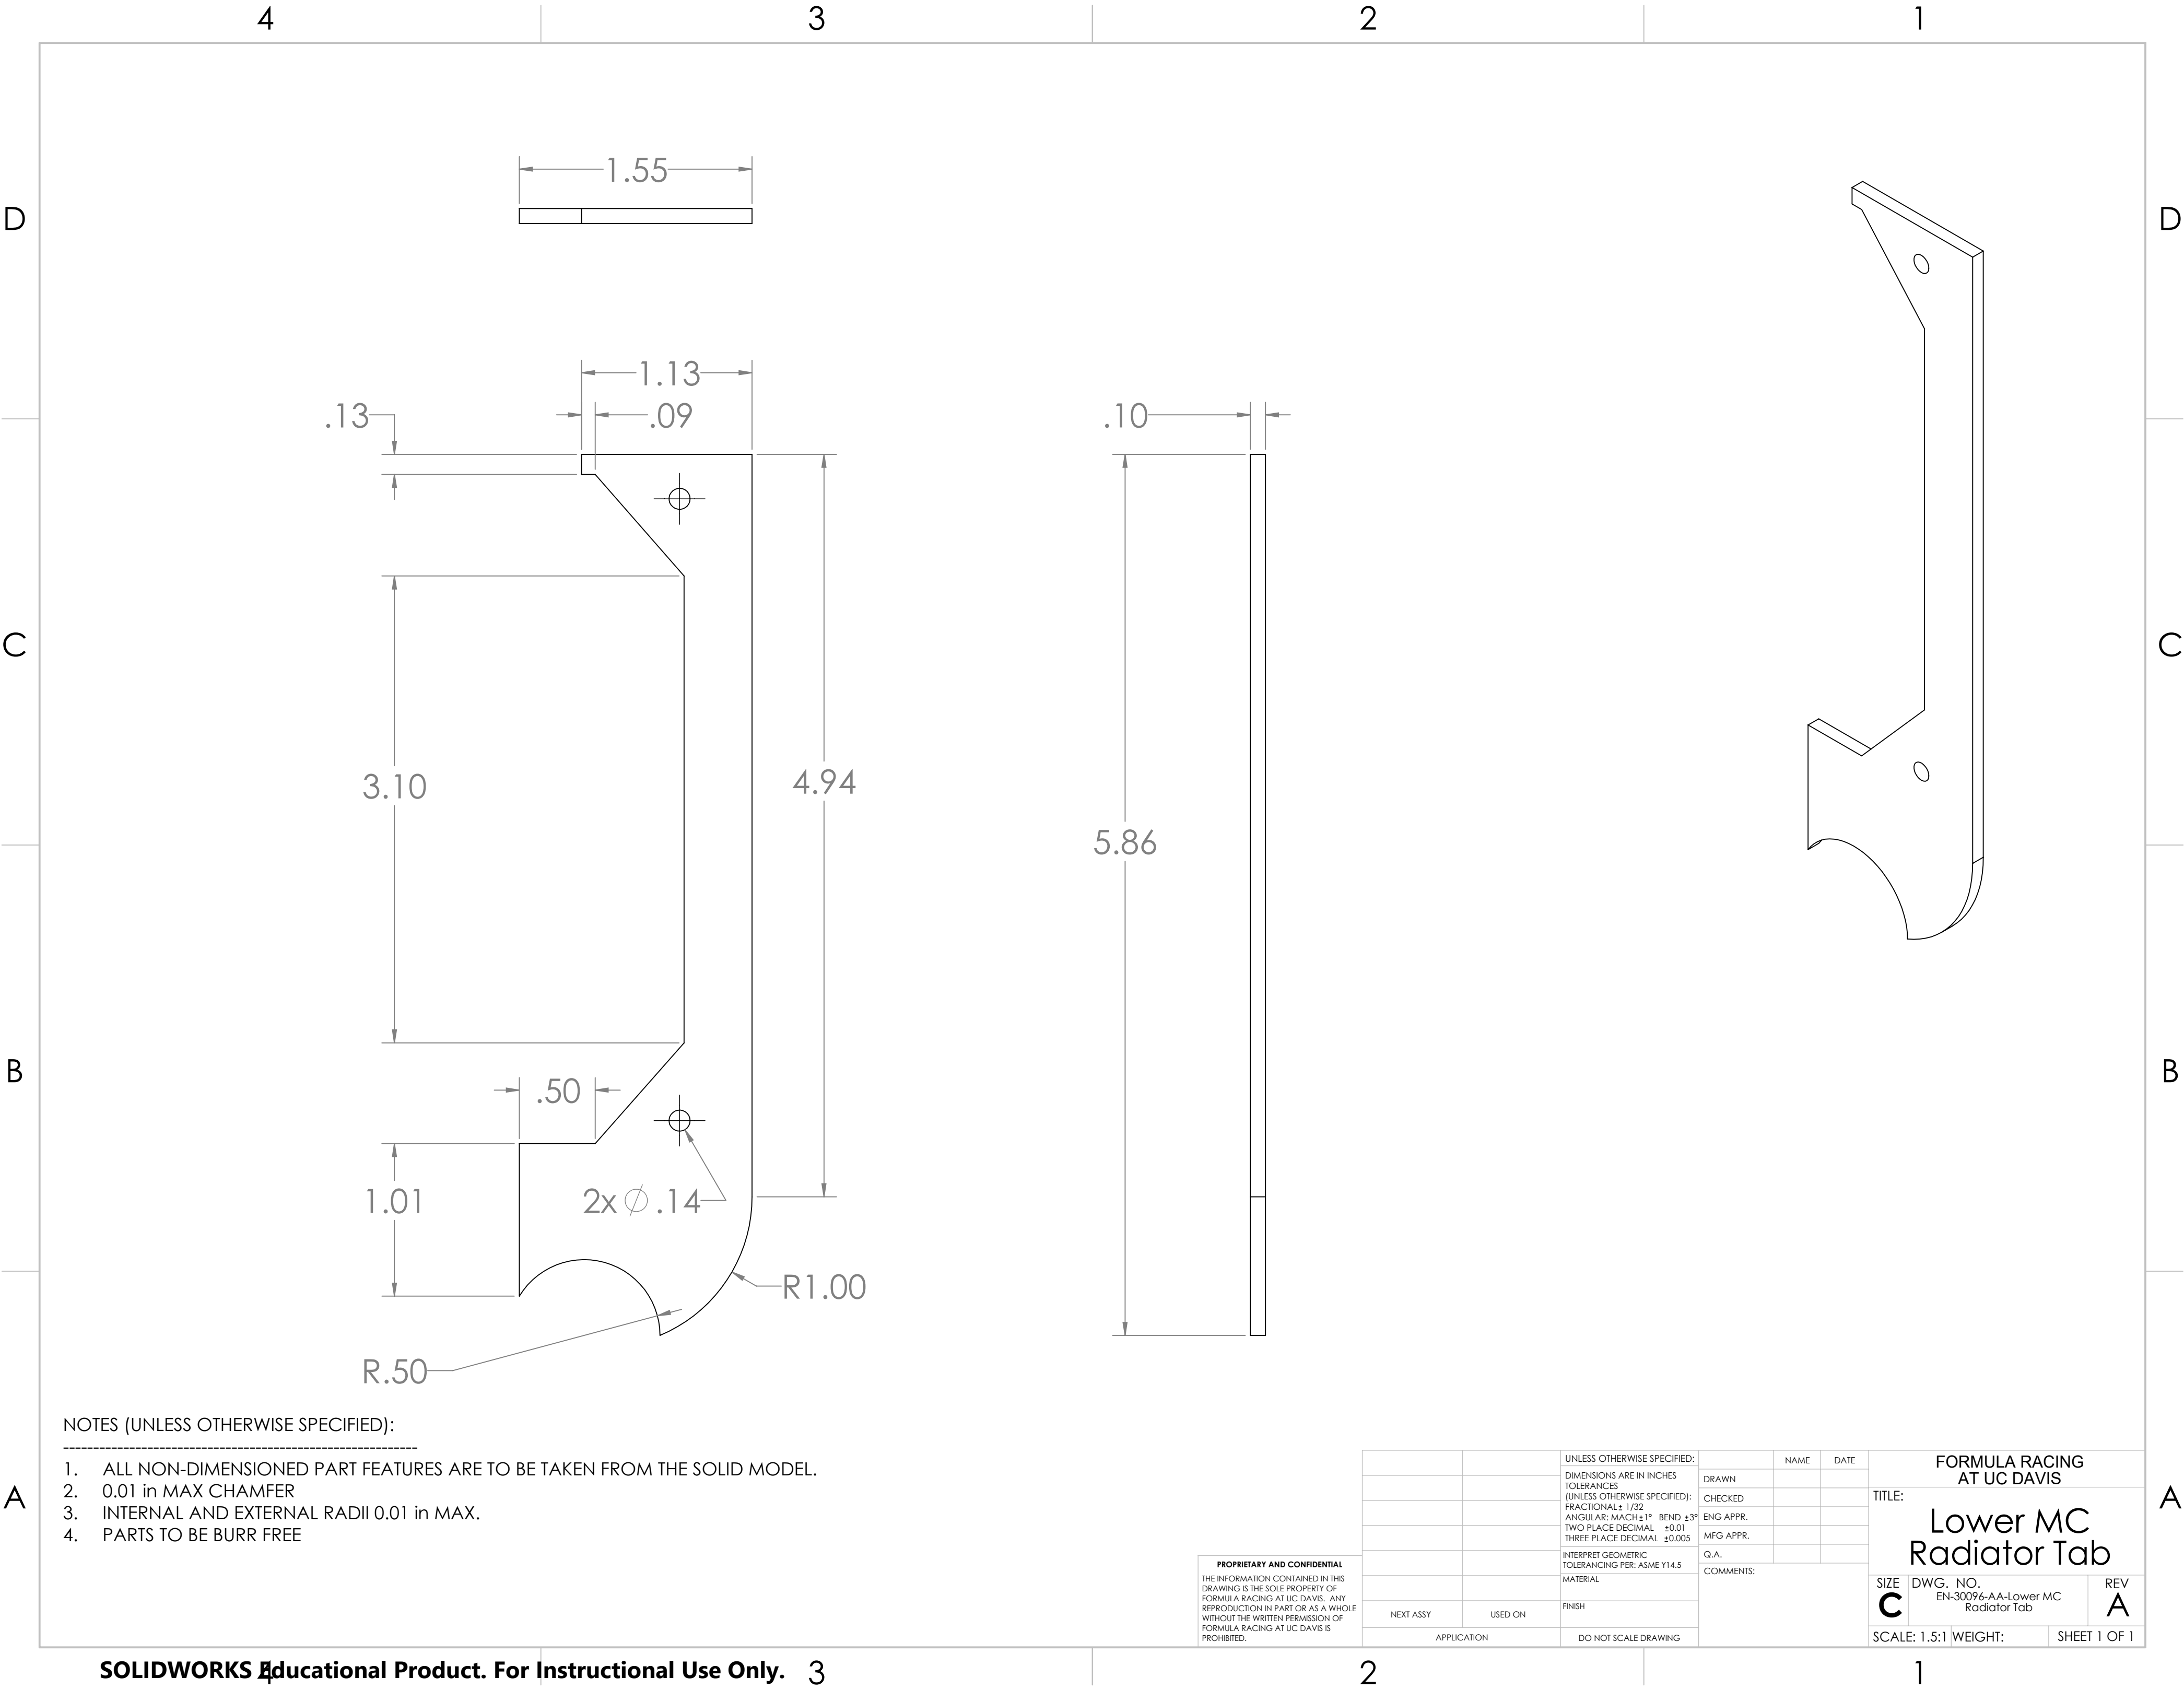 4 3 2 1
D D
C C
B B
A A
1.55
1.13
.13
.09
.10
3.10
4.94
5.86
.50
1.01
2x ∅ .14
R1.00
R.50
NOTES (UNLESS OTHERWISE SPECIFIED):
-----------------------------------------------------------
1. ALL NON-DIMENSIONED PART FEATURES ARE TO BE TAKEN FROM THE SOLID MODEL.
2. 0.01 in MAX CHAMFER
3. INTERNAL AND EXTERNAL RADII 0.01 in MAX.
4. PARTS TO BE BURR FREE
PROPRIETARY AND CONFIDENTIAL
THE INFORMATION CONTAINED IN THIS
DRAWING IS THE SOLE PROPERTY OF
FORMULA RACING AT UC DAVIS. ANY
REPRODUCTION IN PART OR AS A WHOLE
WITHOUT THE WRITTEN PERMISSION OF
FORMULA RACING AT UC DAVIS IS
PROHIBITED.
NEXT ASSY
USED ON
APPLICATION
UNLESS OTHERWISE SPECIFIED:
DIMENSIONS ARE IN INCHES
TOLERANCES
(UNLESS OTHERWISE SPECIFIED):
FRACTIONAL± 1/32
ANGULAR: MACH±1° BEND ±3°
TWO PLACE DECIMAL ±0.01
THREE PLACE DECIMAL ±0.005
INTERPRET GEOMETRIC
TOLERANCING PER: ASME Y14.5
MATERIAL
FINISH
DO NOT SCALE DRAWING
NAME DATE
DRAWN
CHECKED
ENG APPR.
MFG APPR.
Q.A.
COMMENTS:
FORMULA RACING
AT UC DAVIS
TITLE:
Lower MC
Radiator Tab
SIZE DWG. NO. REV
C EN-30096-AA-Lower MC
Radiator Tab
A
SCALE: 1.5:1 WEIGHT: SHEET 1 OF 1
SOLIDWORKS Educational Product. For Instructional Use Only.
4 3 2 1